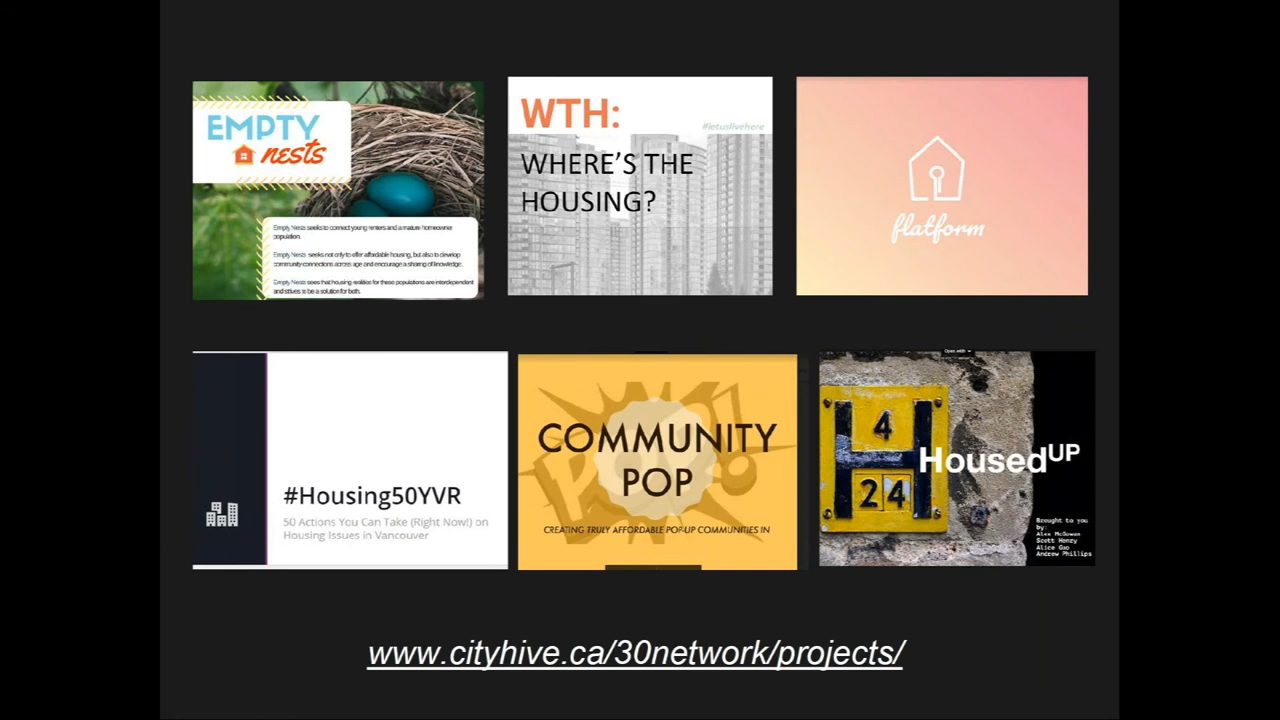 EMPTY
nests
Empty Nests seeks to connect young renters and a mature homeowner
population.
Empty Nests seeks not only to offer affordable housing, but also to develop
community connections across age and encourage a sharing of knowledge.
Empty Nests sees that housing realities for these populations are interdependent
and strives to be a solution for both.
WTH:
#letuslivehere
WHERE'S THE
HOUSING?
flatform
#Housing50YVR
50 Actions You Can Take (Right Now!) on
Housing Issues in Vancouver
COMMUNITY
POP
CREATING TRULY AFFORDABLE POP-UP COMMUNITIES IN
Open with
H
4
24
HousedUP
Brought to you
by:
Alex McGowan
Scott Henry
Alice Guo
Andrew Phillips
www.cityhive.ca/30network/projects/